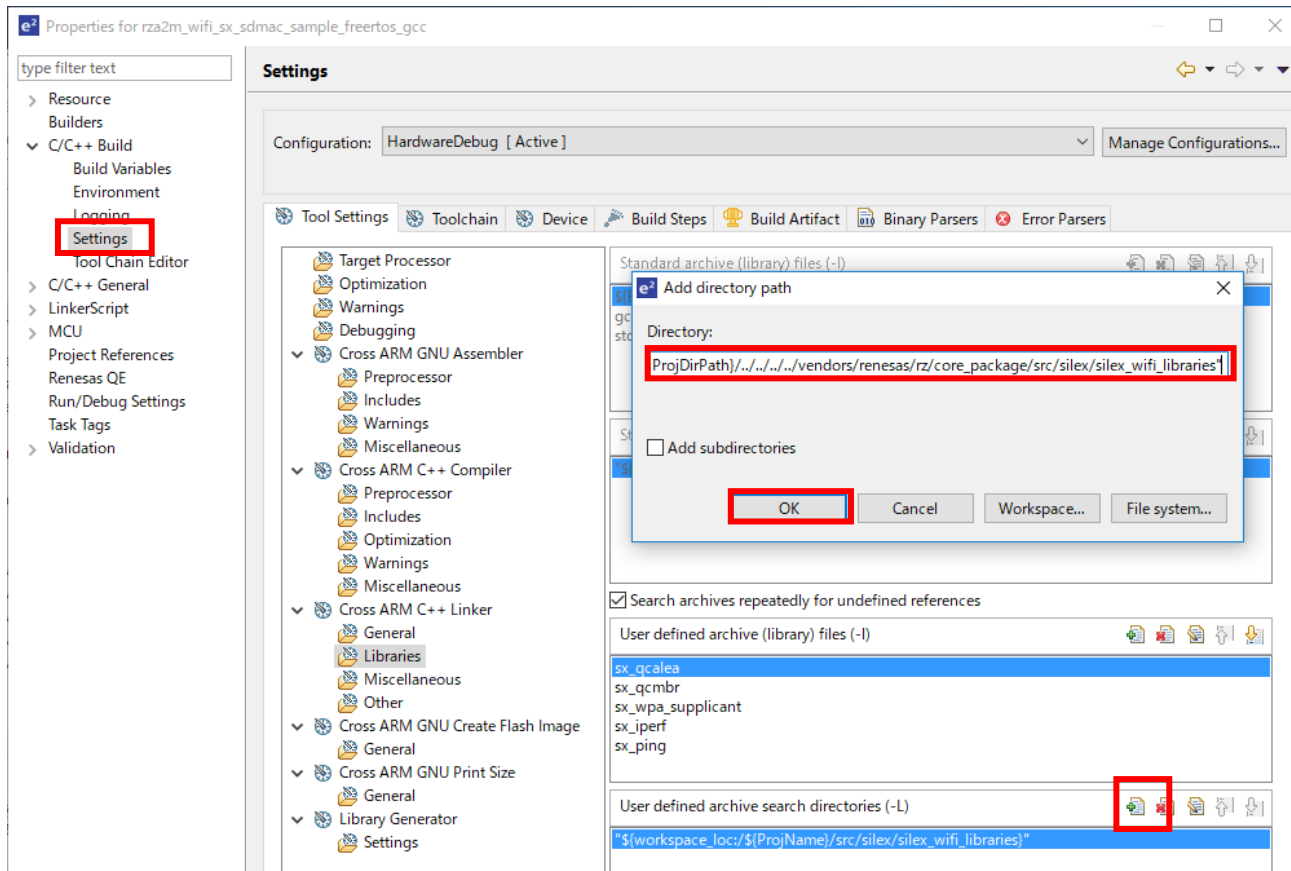 e² Properties for rza2m_wifi_sx_sdmac_sample_freertos_gcc
type filter text
Resource
Builders
C/C++ Build
Build Variables
Environment
Logging
Settings
Tool Chain Editor
C/C++ General
LinkerScript
MCU
Project References
Renesas QE
Run/Debug Settings
Task Tags
Validation
Settings
Configuration: HardwareDebug [ Active ] Manage Configurations...
Tool Settings Toolchain Device Build Steps Build Artifact Binary Parsers Error Parsers
Target Processor
Optimization
Warnings
Debugging
Cross ARM GNU Assembler
Preprocessor
Includes
Warnings
Miscellaneous
Cross ARM C++ Compiler
Preprocessor
Includes
Optimization
Warnings
Miscellaneous
Cross ARM C++ Linker
General
Libraries
Miscellaneous
Other
Cross ARM GNU Create Flash Image
General
Cross ARM GNU Print Size
General
Library Generator
Settings
Standard archive (library) files (-l)
e² Add directory path
Directory:
ProjDirPath}/../../../../vendors/renesas/rz/core_package/src/silex/silex_wifi_libraries"
Add subdirectories
OK Cancel Workspace... File system...
Search archives repeatedly for undefined references
User defined archive (library) files (-l)
sx_qcalea
sx_qcmbr
sx_wpa_supplicant
sx_iperf
sx_ping
User defined archive search directories (-L)
"${workspace_loc:/${ProjName}/src/silex/silex_wifi_libraries}"